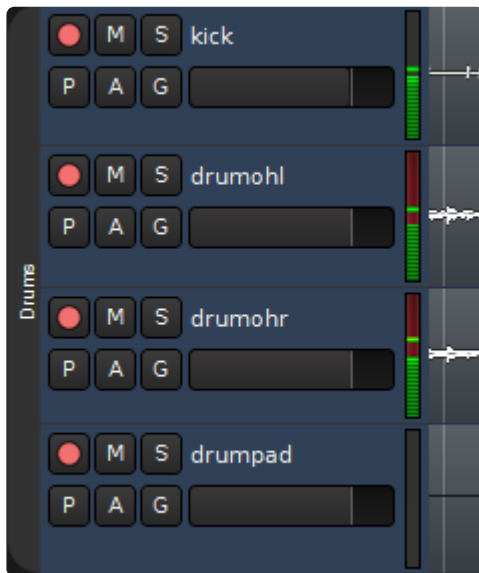 Drums
M S kick
P A G
M S drumohl
P A G
M S drumohr
P A G
M S drumpad
P A G